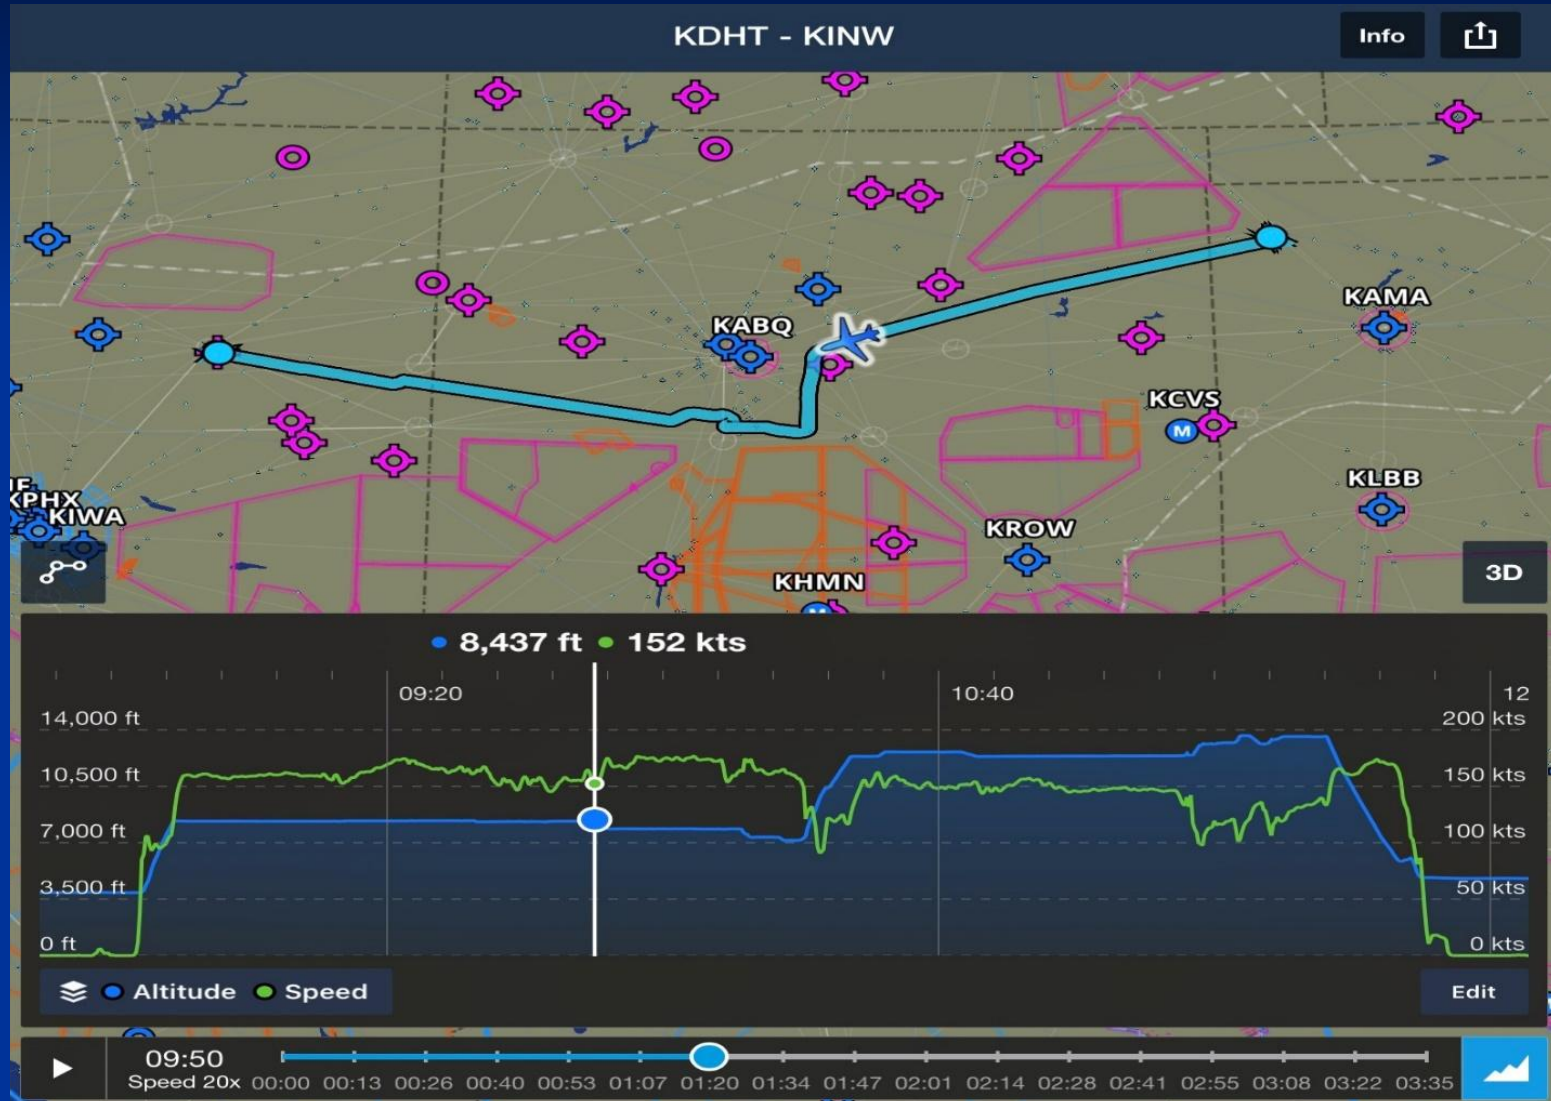 KDHT - KINW
Info
KABQ
KAMA
KCVS
KLBB
KPHX
KIWA
KROW
KHMN
M
3D
8,437 ft 152 kts
09:20 10:40 12
14,000 ft 200 kts
10,500 ft 150 kts
7,000 ft 100 kts
3,500 ft 50 kts
0 ft 0 kts
Altitude Speed
Edit
09:50
Speed 20x 00:00 00:13 00:26 00:40 00:53 01:07 01:20 01:34 01:47 02:01 02:14 02:28 02:41 02:55 03:08 03:22 03:35